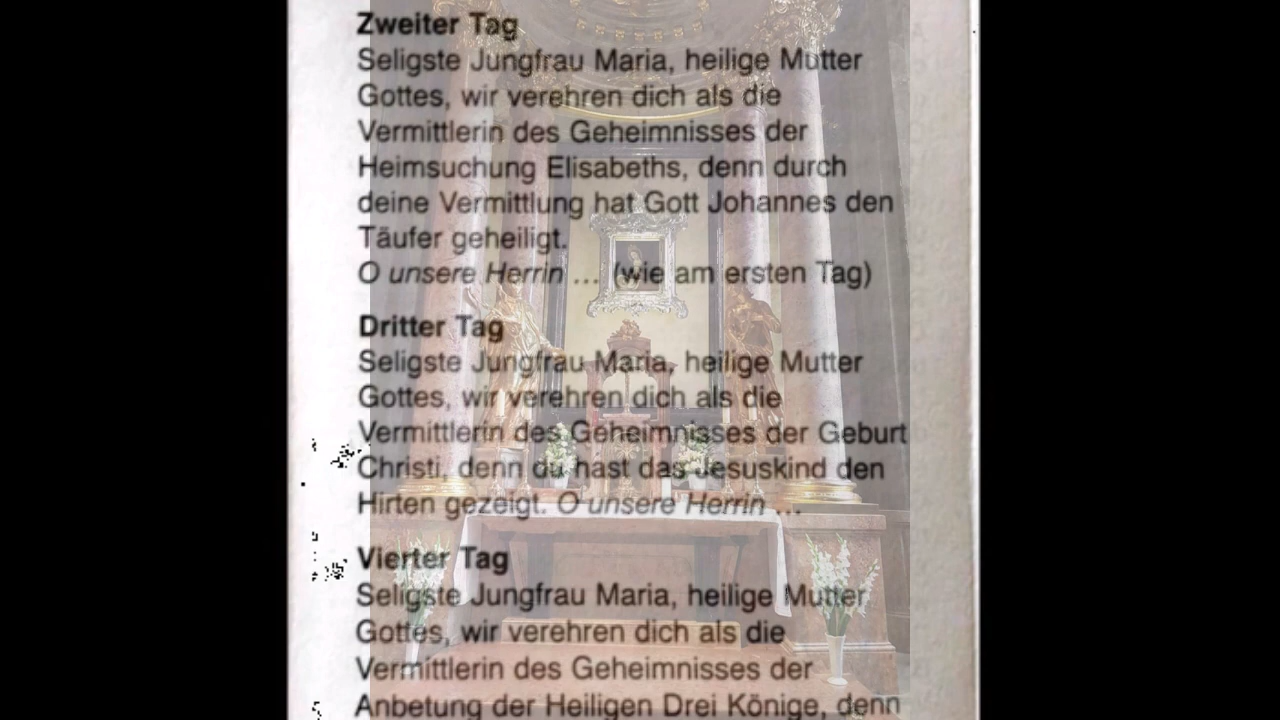 Zweiter Tag
Seligste Jungfrau Maria, heilige Mutter
Gottes, wir verehren dich als die
Vermittlerin des Geheimnisses der
Heimsuchung Elisabeths, denn durch
deine Vermittlung hat Gott Johannes den
Täufer geheiligt.
O unsere Herrin ... (wie am ersten Tag)
Dritter Tag
Seligste Jungfrau Maria, heilige Mutter
Gottes, wir verehren dich als die
Vermittlerin des Geheimnisses der Geburt
Christi, denn du hast das Jesuskind den
Hirten gezeigt. O unsere Herrin ...
Vierter Tag
Seligste Jungfrau Maria, heilige Mutter
Gottes, wir verehren dich als die
Vermittlerin des Geheimnisses der
Anbetung der Heiligen Drei Könige, denn